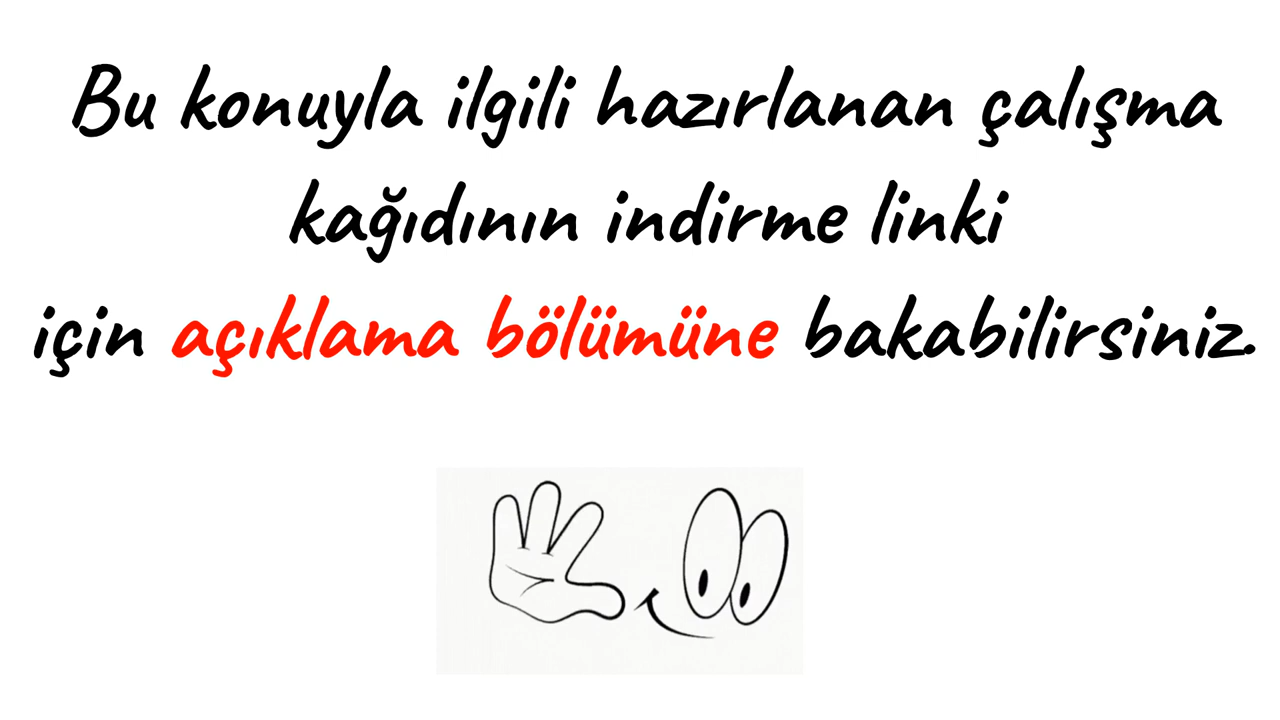 Bu konuyla ilgili hazırlanan çalışma
kağıdının indirme linki
için açıklama bölümüne bakabilirsiniz.